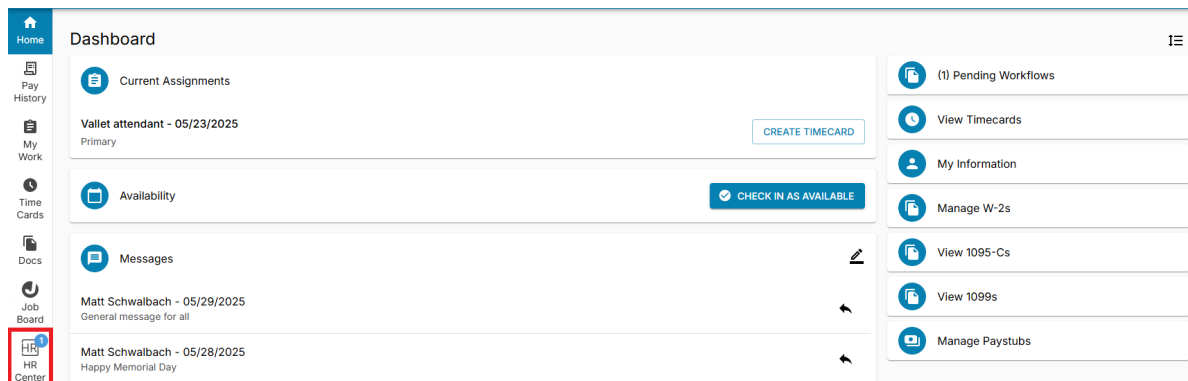 Home
Pay
History
My
Work
Time
Cards
Docs
Job
Board
1
HR
HR
Center
Dashboard
Current Assignments
Vallet attendant - 05/23/2025
Primary
CREATE TIMECARD
Availability
CHECK IN AS AVAILABLE
Messages
Matt Schwalbach - 05/29/2025
General message for all
Matt Schwalbach - 05/28/2025
Happy Memorial Day
(1) Pending Workflows
View Timecards
My Information
Manage W-2s
View 1095-Cs
View 1099s
Manage Paystubs